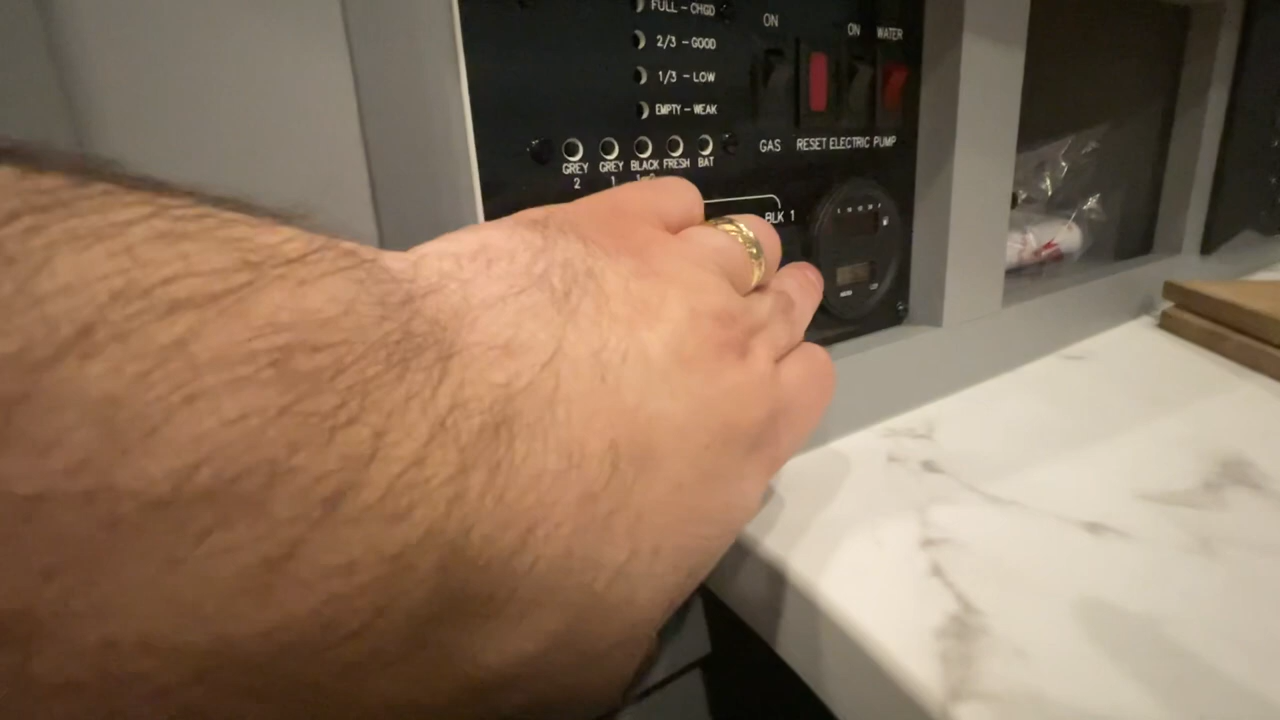 FULL - CHGD
2/3 - GOOD
1/3 - LOW
EMPTY - WEAK
GREY 2
GREY 1
BLACK
FRESH
BAT
BLK 1
ON
GAS
RESET
ON
ELECTRIC
WATER
PUMP